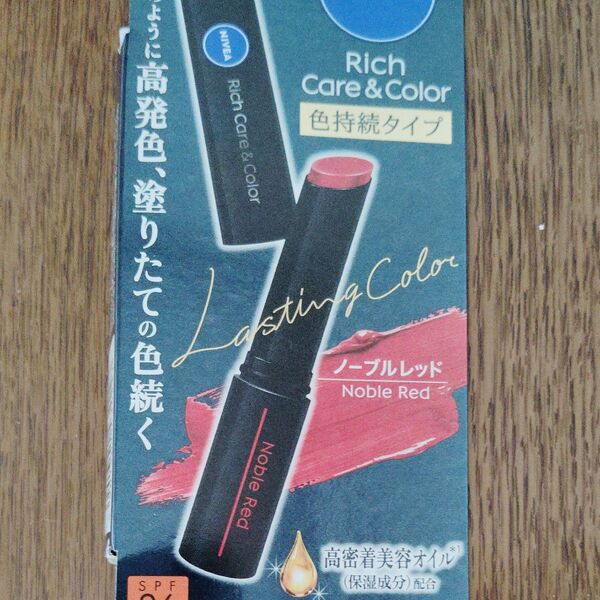 Rich
Care & Color
色持続タイプ
ように高発色、塗りたての色続く
NIVEA
Rich Care & Color
Lasting Color
ノーブルレッド
Noble Red
Noble Red
高密着美容オイル*1
(保湿成分)配合
SPF